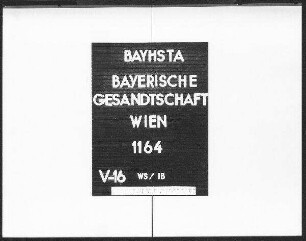 BAYHSTA
BAYERISCHE
GESANDTSCHAFT
WIEN
1164
V-16 WS/IB